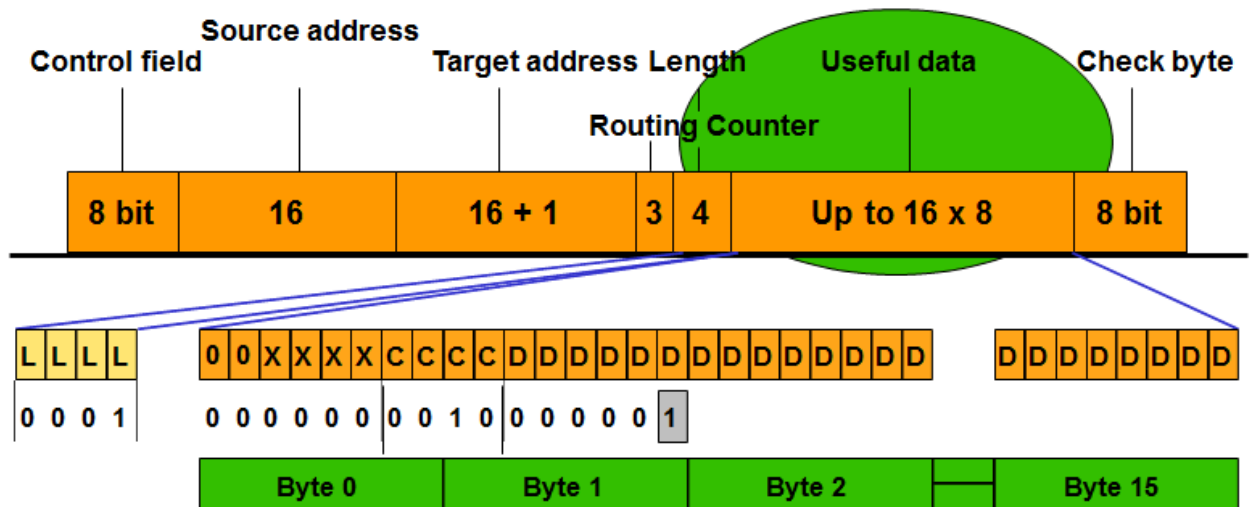 Source address
Control field Target address Length Useful data Check byte
Routing Counter
8 bit 16 16 + 1 3 4 Up to 16 x 8 8 bit
L L L L 0 0 X X X X C C C C D D D D D D D D D D D D D D D D D D D D D D
0 0 0 1 0 0 0 0 0 0 0 0 1 0 0 0 0 0 0 1
Byte 0 Byte 1 Byte 2 Byte 15